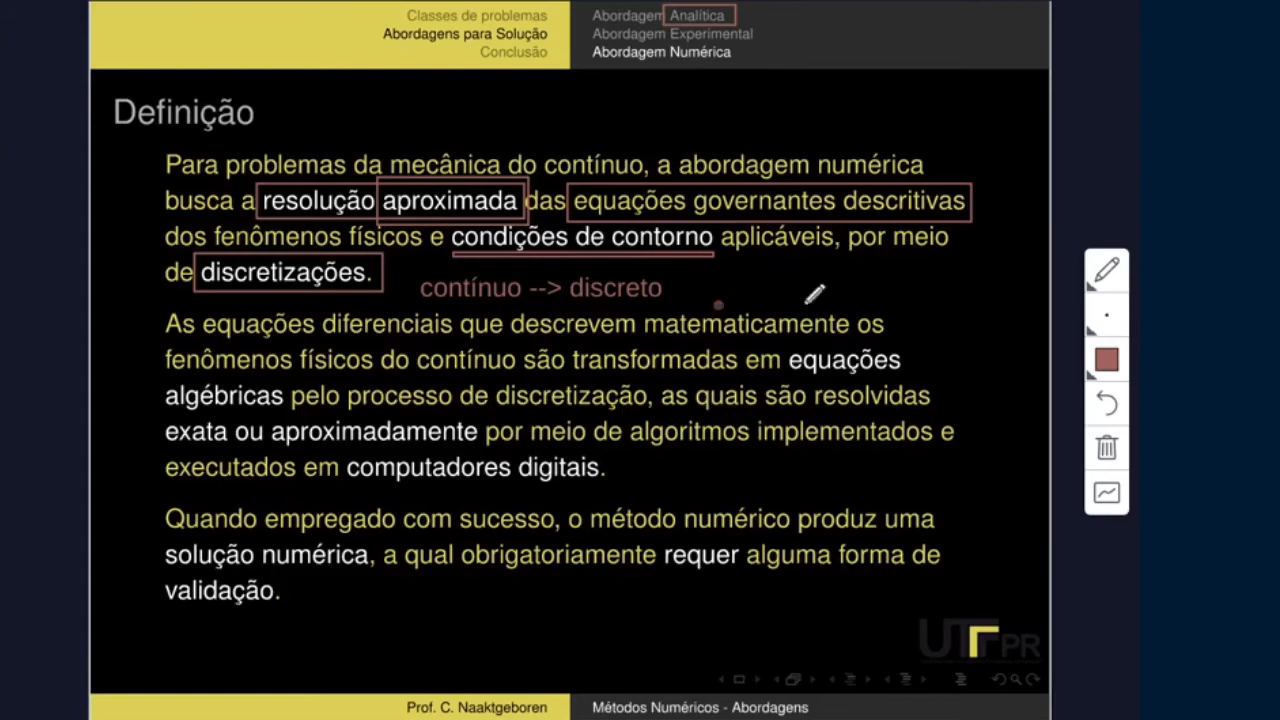 Classes de problemas
Abordagens para Solução
Conclusão
Abordagem Analítica
Abordagem Experimental
Abordagem Numérica
Definição
Para problemas da mecânica do contínuo, a abordagem numérica
busca a resolução aproximada das equações governantes descritivas
dos fenômenos físicos e condições de contorno aplicáveis, por meio
de discretizações.
contínuo --> discreto
As equações diferenciais que descrevem matematicamente os
fenômenos físicos do contínuo são transformadas em equações
algébricas pelo processo de discretização, as quais são resolvidas
exata ou aproximadamente por meio de algoritmos implementados e
executados em computadores digitais.
Quando empregado com sucesso, o método numérico produz uma
solução numérica, a qual obrigatoriamente requer alguma forma de
validação.
UTFPR
Prof. C. Naaktgeboren
Métodos Numéricos - Abordagens